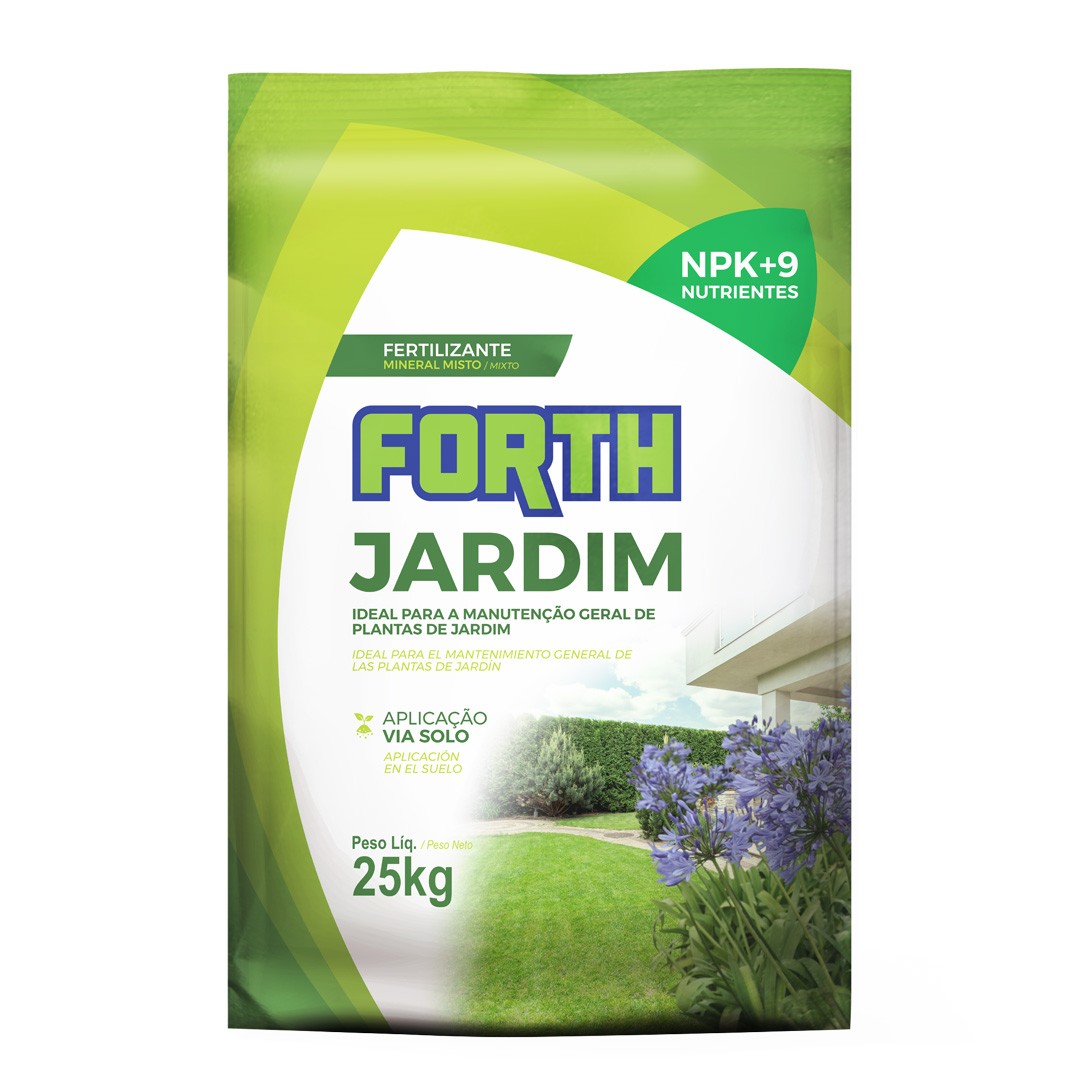 NPK+9
NUTRIENTES
FERTILIZANTE
MINERAL MISTO / MIXTO
FORTH
JARDIM
IDEAL PARA A MANUTENÇÃO GERAL DE
PLANTAS DE JARDIM
IDEAL PARA EL MANTENIMIENTO GENERAL DE
LAS PLANTAS DE JARDÍN
APLICAÇÃO
VIA SOLO
APLICACIÓN
EN EL SUELO
Peso Líq. / Peso Neto
25kg